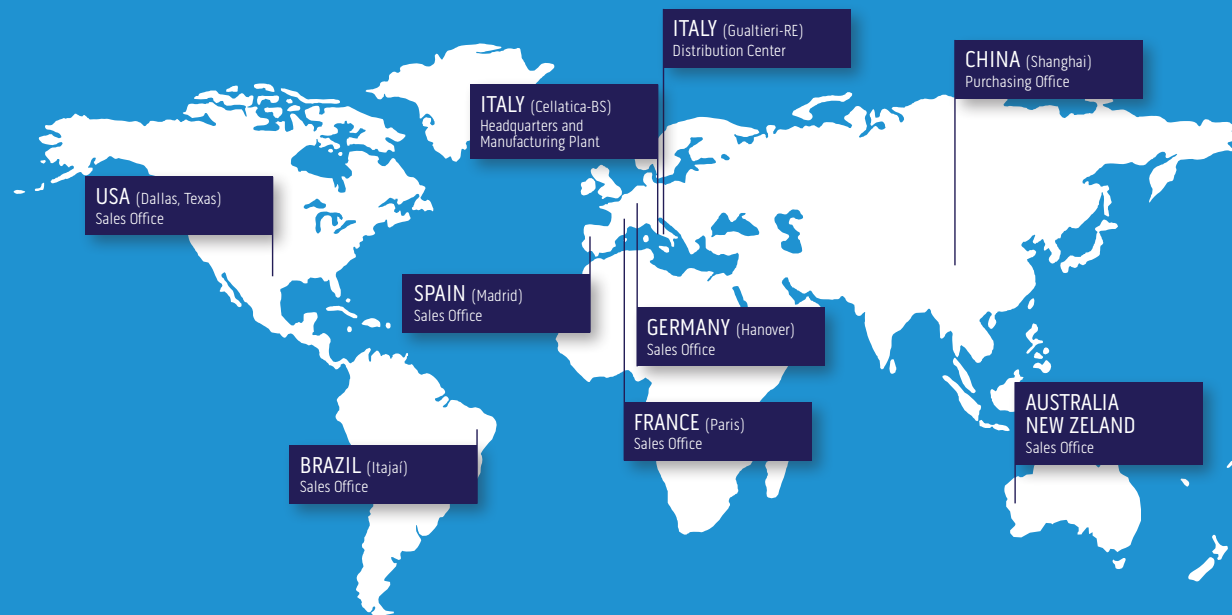 ITALY (Gualtieri-RE)
Distribution Center
CHINA (Shanghai)
Purchasing Office
ITALY (Cellatica-BS)
Headquarters and
Manufacturing Plant
USA (Dallas, Texas)
Sales Office
SPAIN (Madrid)
Sales Office
GERMANY (Hanover)
Sales Office
FRANCE (Paris)
Sales Office
AUSTRALIA
NEW ZELAND
Sales Office
BRAZIL (Itajaí)
Sales Office